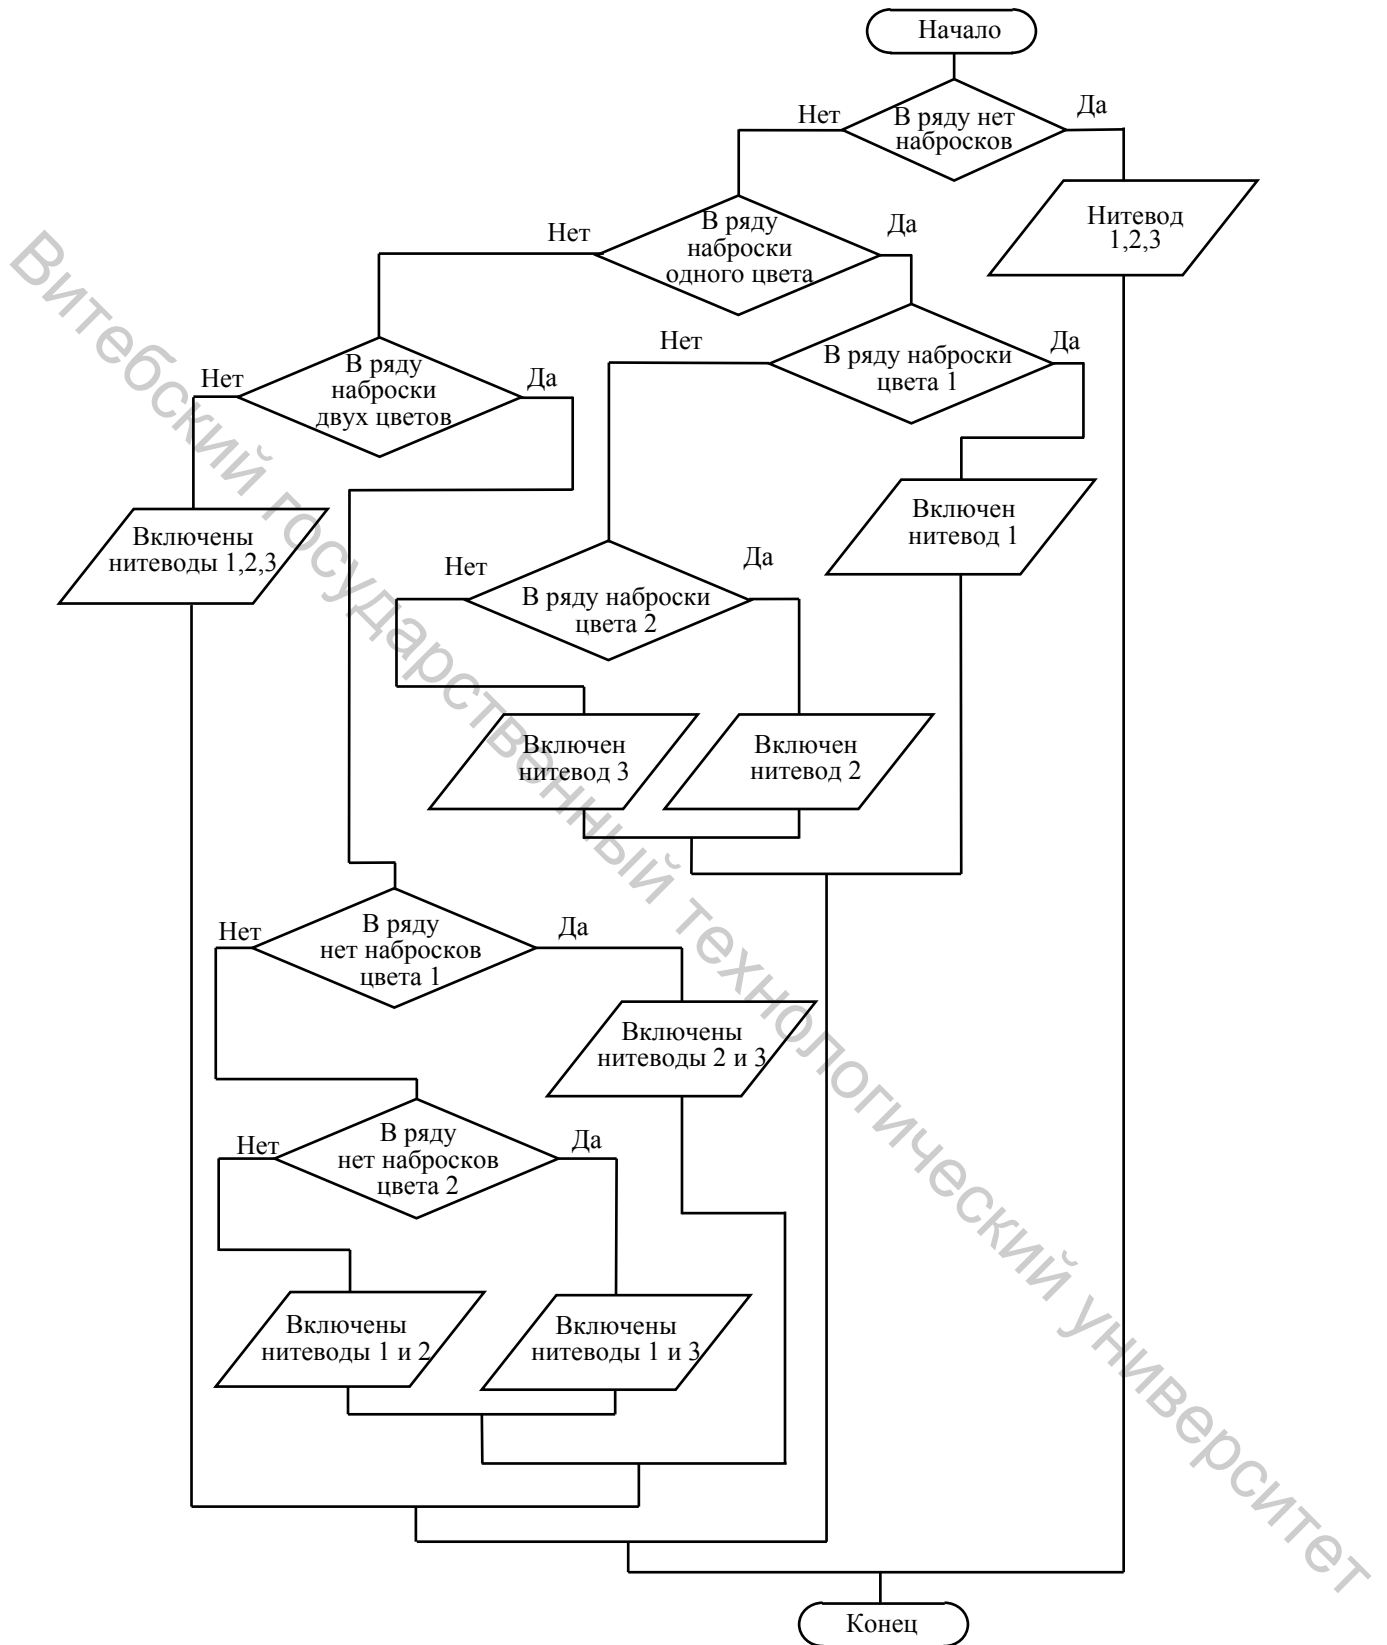 Начало
Нет
Да
В ряду нет
набросков
Нитевод
1,2,3
Нет
Да
В ряду
наброски
одного цвета
Нет
Да
В ряду наброски
цвета 1
Нет
Да
В ряду
наброски
двух цветов
Включены
нитеводы 1,2,3
Включен
нитевод 1
Нет
Да
В ряду наброски
цвета 2
Включен
нитевод 3
Включен
нитевод 2
Нет
Да
В ряду
нет набросков
цвета 1
Включены
нитеводы 2 и 3
Нет
Да
В ряду
нет набросков
цвета 2
Включены
нитеводы 1 и 2
Включены
нитеводы 1 и 3
Конец
Витебский государственный технологический университет